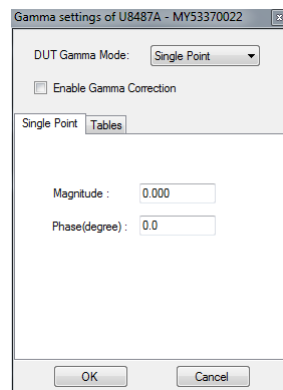 Gamma settings of U8487A - MY53370022
DUT Gamma Mode: Single Point
Enable Gamma Correction
Single Point Tables
Magnitude : 0.000
Phase(degree) : 0.0
OK Cancel